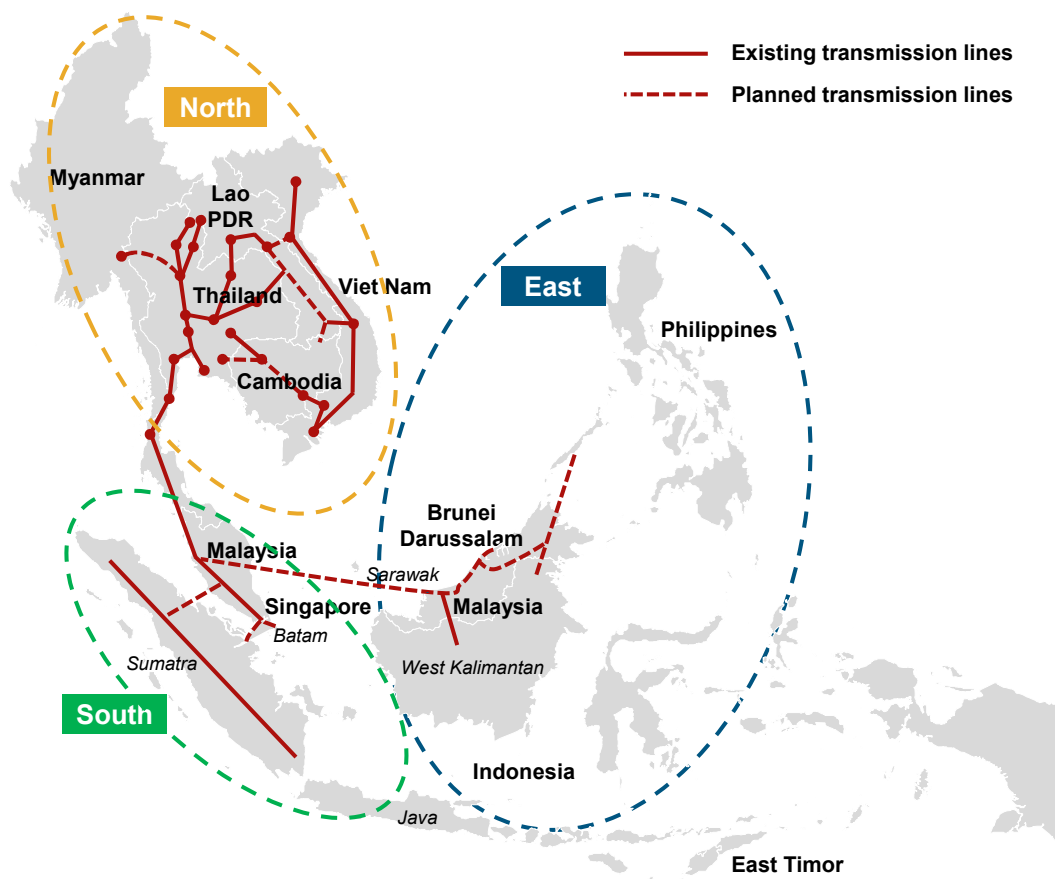 Existing transmission lines
Planned transmission lines
North
Myanmar
Lao
PDR
Thailand
Viet Nam
East
Philippines
Cambodia
Brunei
Darussalam
Malaysia
Sarawak
Singapore
Malaysia
Batam
Sumatra
West Kalimantan
South
Indonesia
Java
East Timor